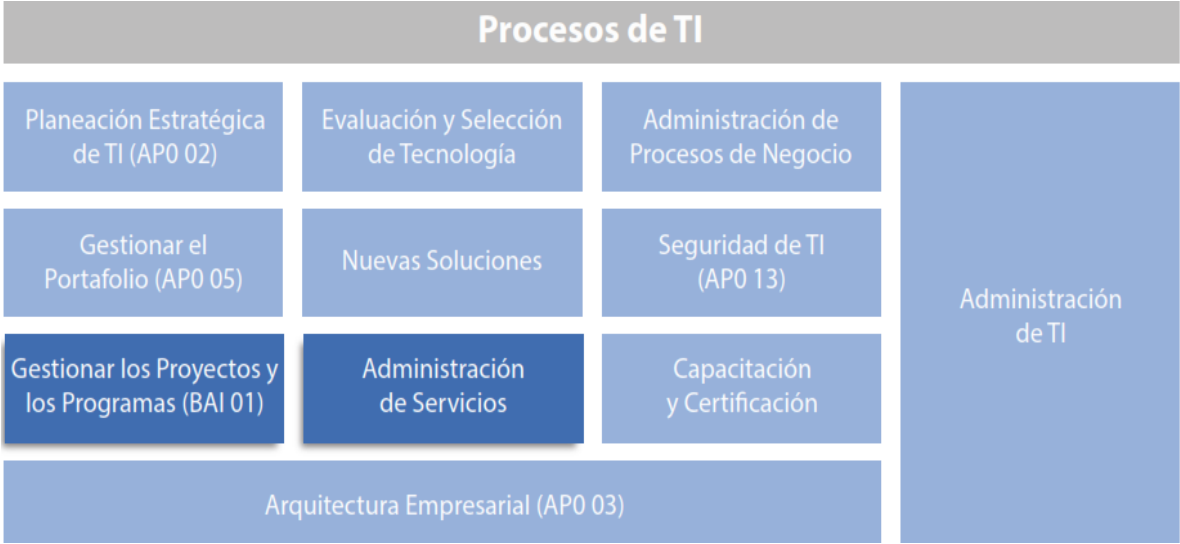 Procesos de TI
Planeación Estratégica
de TI (AP0 02)
Evaluación y Selección
de Tecnología
Administración de
Procesos de Negocio
Gestionar el
Portafolio (AP0 05)
Nuevas Soluciones
Seguridad de TI
(AP0 13)
Administración
de TI
Gestionar los Proyectos y
los Programas (BAI 01)
Administración
de Servicios
Capacitación
y Certificación
Arquitectura Empresarial (AP0 03)